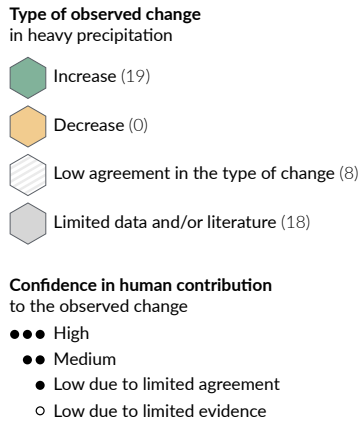 Type of observed change
in heavy precipitation
Increase (19)
Decrease (0)
Low agreement in the type of change (8)
Limited data and/or literature (18)
Confidence in human contribution
to the observed change
●●● High
●● Medium
● Low due to limited agreement
○ Low due to limited evidence